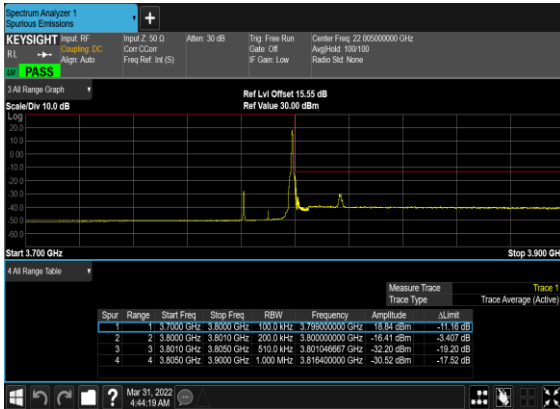 Spectrum Analyzer 1
Spurious Emissions
KEYSIGHT
RL
Input: RF
Coupling: DC
Align: Auto
Input Z: 50 Ω
Corr CCorr
Freq Ref: Int (S)
Atten: 30 dB
Trig: Free Run
Gate: Off
IF Gain: Low
Center Freq: 22.005000000 GHz
Avg|Hold: 100/100
Radio Std: None
LW PASS
3 All Range Graph
Scale/Div 10.0 dB
Ref Lvl Offset 15.55 dB
Ref Value 30.00 dBm
Log
20.0
10.0
0.00
-10.0
-20.0
-30.0
-40.0
-50.0
-60.0
Start 3.700 GHz
Stop 3.900 GH
4 All Range Table
Measure Trace Trace 1
Trace Type Trace Average (Active)
Spur Range Start Freq Stop Freq RBW Frequency Amplitude ΔLimit
1 1 3.7000 GHz 3.8000 GHz 100.0 kHz 3.799000000 GHz 18.84 dBm -11.16 dB
2 2 3.8000 GHz 3.8010 GHz 200.0 kHz 3.800000000 GHz -16.41 dBm -3.407 dB
3 3 3.8010 GHz 3.8050 GHz 510.0 kHz 3.801046667 GHz -32.20 dBm -19.20 dB
4 4 3.8050 GHz 3.9000 GHz 1.000 MHz 3.816400000 GHz -30.52 dBm -17.52 dB
Mar 31, 2022
4:44:19 AM